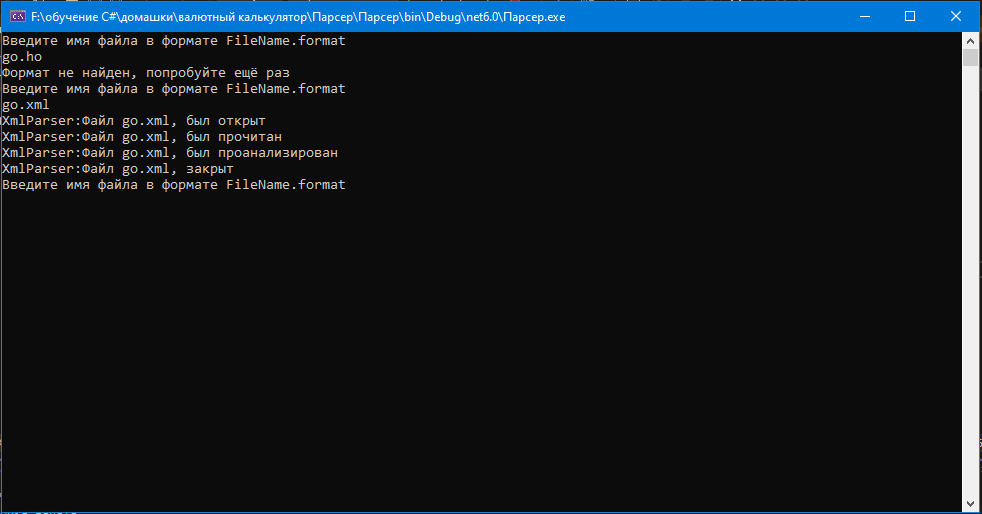 F:\обучение C#\домашки\валютный калькулятор\Парсер\Парсер\bin\Debug\net6.0\Парсер.exe
Введите имя файла в формате FileName.format
go.ho
Формат не найден, попробуйте ещё раз
Введите имя файла в формате FileName.format
go.xml
XmlParser:Файл go.xml, был открыт
XmlParser:Файл go.xml, был прочитан
XmlParser:Файл go.xml, был проанализирован
XmlParser:Файл go.xml, закрыт
Введите имя файла в формате FileName.format